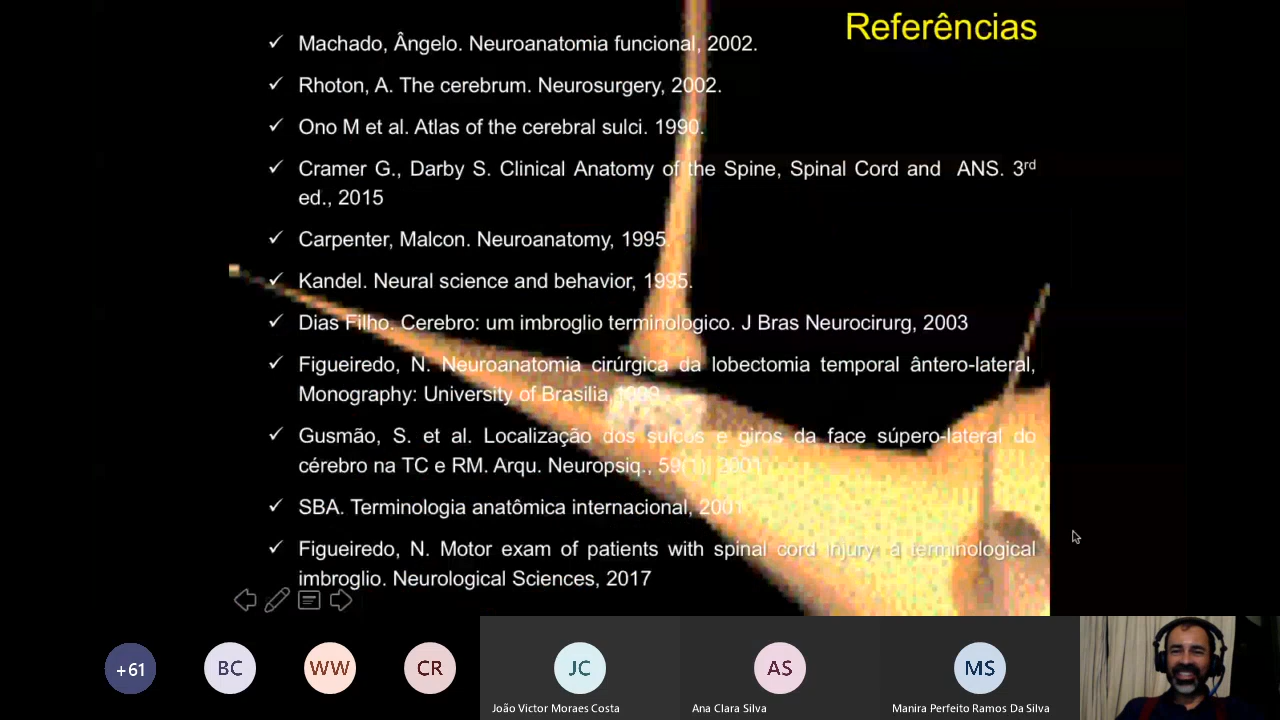 Referências
✓ Machado, Ângelo. Neuroanatomia funcional, 2002.
✓ Rhoton, A. The cerebrum. Neurosurgery, 2002.
✓ Ono M et al. Atlas of the cerebral sulci. 1990.
✓ Cramer G., Darby S. Clinical Anatomy of the Spine, Spinal Cord and ANS. 3rd
ed., 2015
✓ Carpenter, Malcon. Neuroanatomy, 1995.
✓ Kandel. Neural science and behavior, 1995.
✓ Dias Filho. Cerebro: um imbroglio terminologico. J Bras Neurocirurg, 2003
✓ Figueiredo, N. Neuroanatomia cirúrgica da lobectomia temporal ântero-lateral,
Monography: University of Brasilia,
✓ Gusmão, S. et al. Localização dos sulcos e giros da face súpero-lateral do
cérebro na TC e RM. Arqu. Neuropsiq., 59(1), 2001
✓ SBA. Terminologia anatômica internacional, 2001
✓ Figueiredo, N. Motor exam of patients with spinal cord injury: a terminological
imbroglio. Neurological Sciences, 2017
+61
BC
WW
CR
JC
AS
MS
João Victor Moraes Costa
Ana Clara Silva
Manira Perfeito Ramos Da Silva